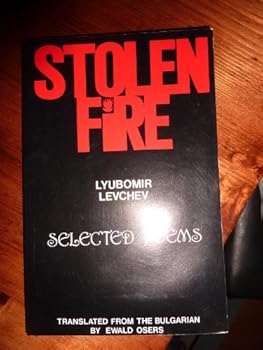 STOLEN
FIRE
LYUBOMIR
LEVCHEV
SELECTED POEMS
TRANSLATED FROM THE BULGARIAN
BY EWALD OSERS